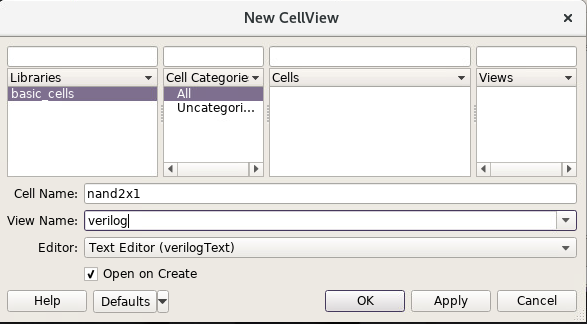 New CellView
Libraries Cell Categorie Cells Views
basic_cells All
Uncategori...
Cell Name: nand2x1
View Name: verilog
Editor: Text Editor (verilogText)
Open on Create
Help Defaults OK Apply Cancel